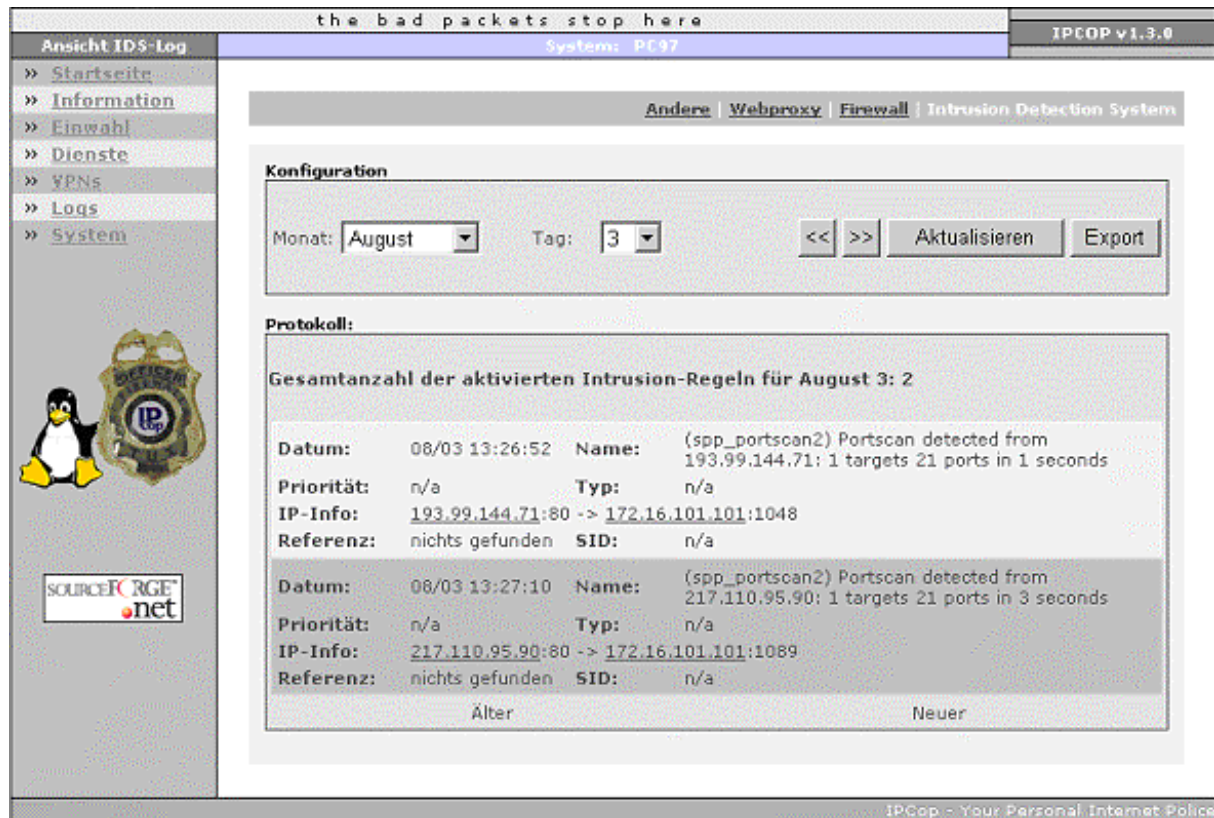 the bad packets stop here
IPCOP v1.3.0
Ansicht IDS-Log
System: PC97
» Startseite
» Information
» Einwahl
» Dienste
» VPNs
» Logs
» System
Andere | Webproxy | Firewall | Intrusion Detection System
Konfiguration
Monat: August Tag: 3 << >> Aktualisieren Export
Protokoll:
Gesamtanzahl der aktivierten Intrusion-Regeln für August 3: 2
Datum: 08/03 13:26:52 Name: (spp_portscan2) Portscan detected from
193.99.144.71: 1 targets 21 ports in 1 seconds
Priorität: n/a Typ: n/a
IP-Info: 193.99.144.71:80 -> 172.16.101.101:1048
Referenz: nichts gefunden SID: n/a
Datum: 08/03 13:27:10 Name: (spp_portscan2) Portscan detected from
217.110.95.90: 1 targets 21 ports in 3 seconds
Priorität: n/a Typ: n/a
IP-Info: 217.110.95.90:80 -> 172.16.101.101:1089
Referenz: nichts gefunden SID: n/a
Älter Neuer
OFFICER
IP
cop
SOURCEFORGE
.net
IPCop - Your Personal Internet Police